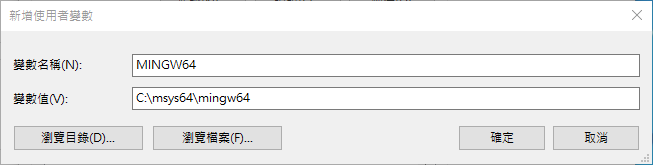 新增使用者變數
變數名稱(N):
MINGW64
變數值(V):
C:\msys64\mingw64
瀏覽目錄(D)...
瀏覽檔案(F)...
確定
取消